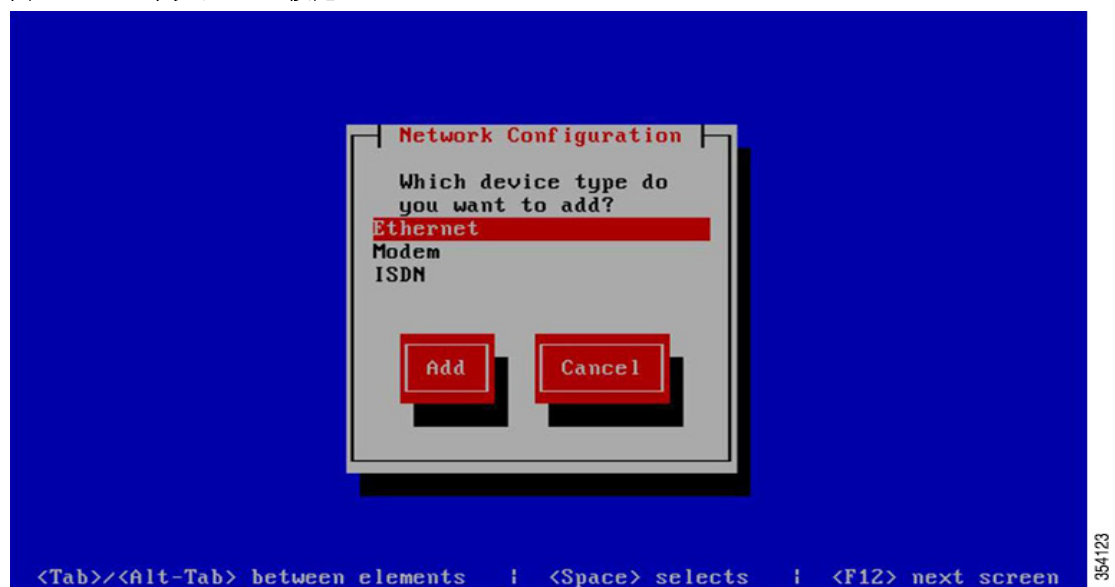 Network Configuration
Which device type do
you want to add?
Ethernet
Modem
ISDN
Add
Cancel
<Tab>/<Alt-Tab> between elements | <Space> selects | <F12> next screen
354123